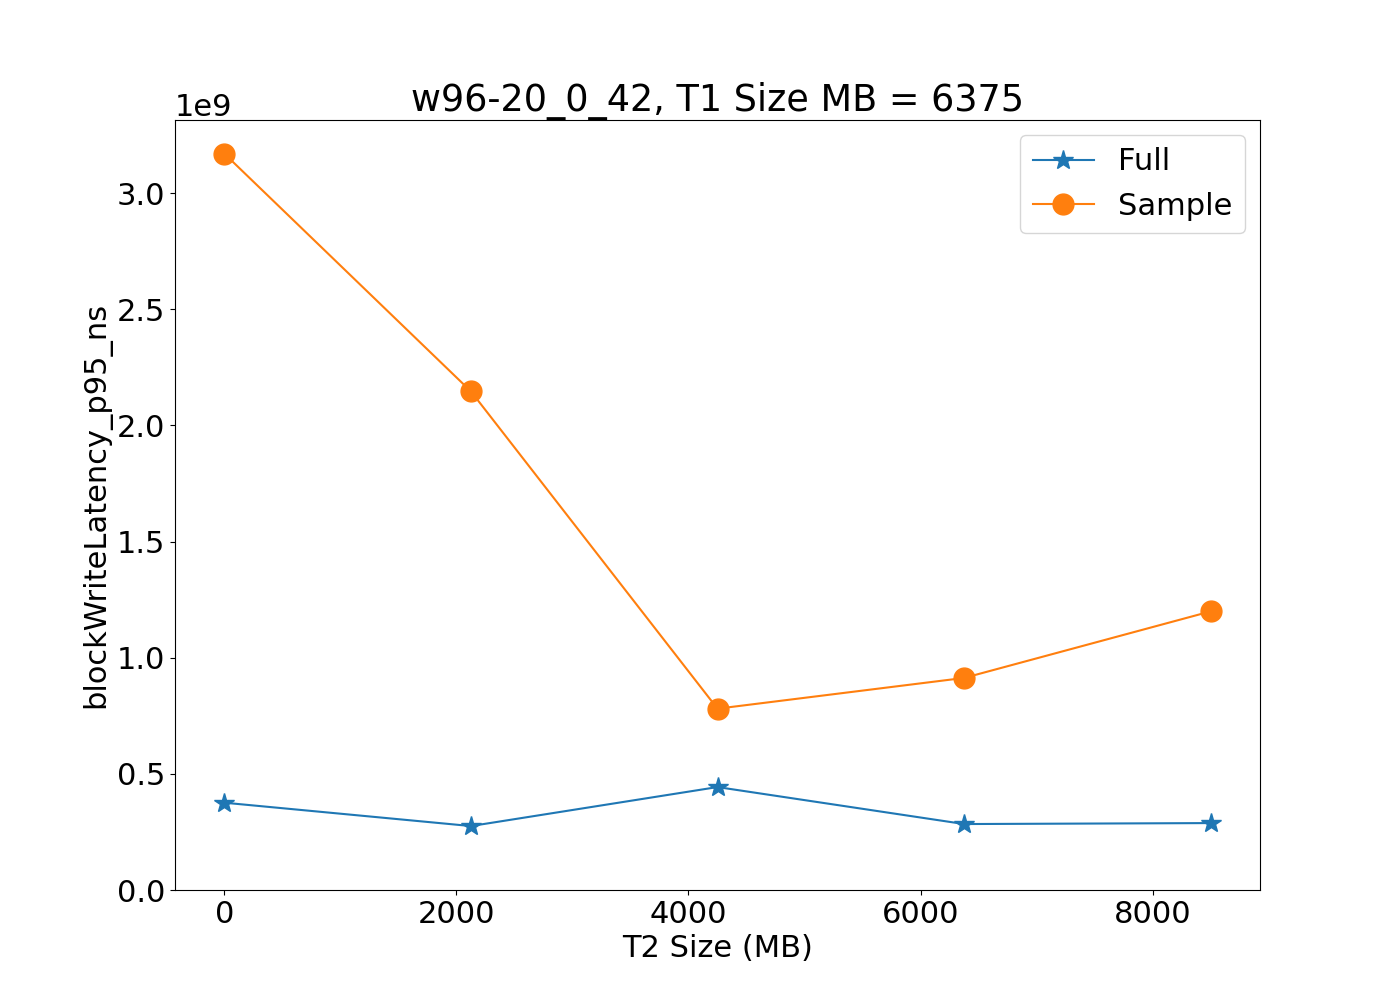 w96-20_0_42, T1 Size MB = 6375
1e9
Full
Sample
3.0
2.5
2.0
1.5
1.0
0.5
0.0
blockWriteLatency_p95_ns
0 2000 4000 6000 8000
T2 Size (MB)